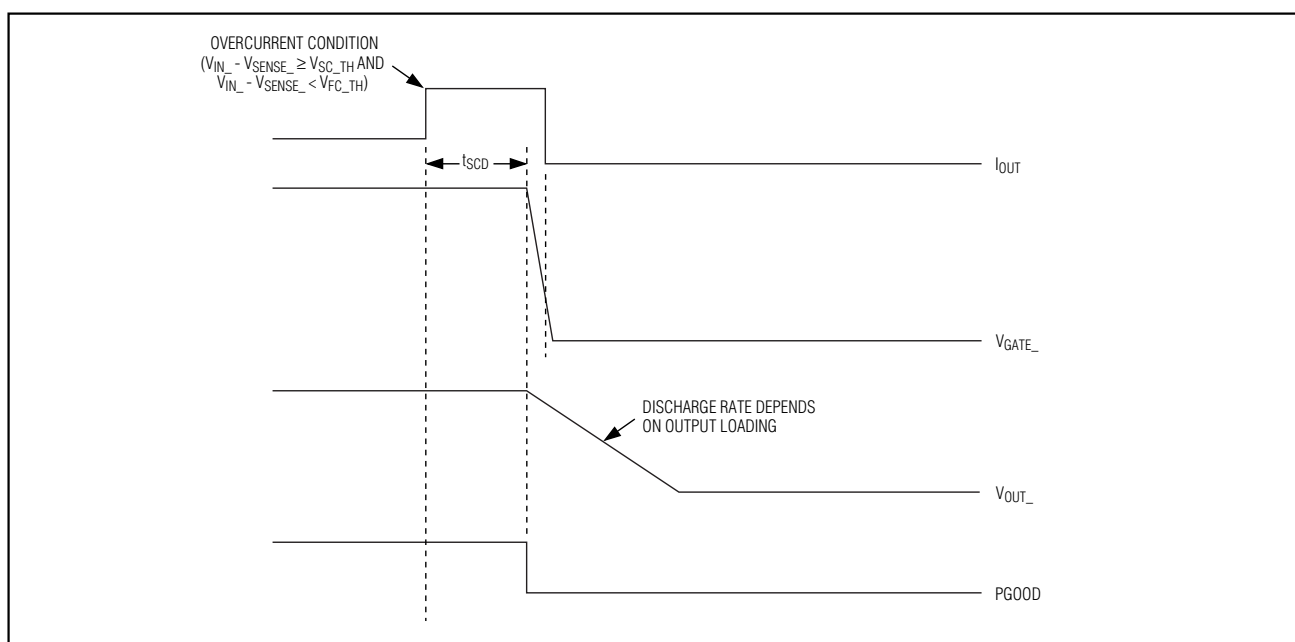 OVERCURRENT CONDITION
(VIN_ - VSENSE_ ≥ VSC_TH AND
VIN_ - VSENSE_ < VFC_TH)
tSCD
IOUT
VGATE_
DISCHARGE RATE DEPENDS
ON OUTPUT LOADING
VOUT_
PGOOD